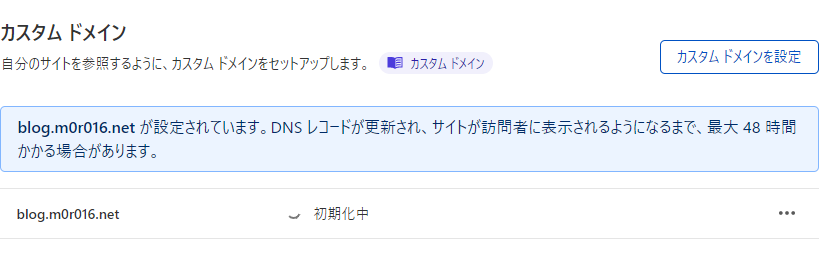 カスタム ドメイン
自分のサイトを参照するように、カスタム ドメインをセットアップします。 カスタム ドメイン
カスタム ドメインを設定
blog.m0r016.net が設定されています。DNS レコードが更新され、サイトが訪問者に表示されるようになるまで、最大 48 時間
かかる場合があります。
blog.m0r016.net 初期化中